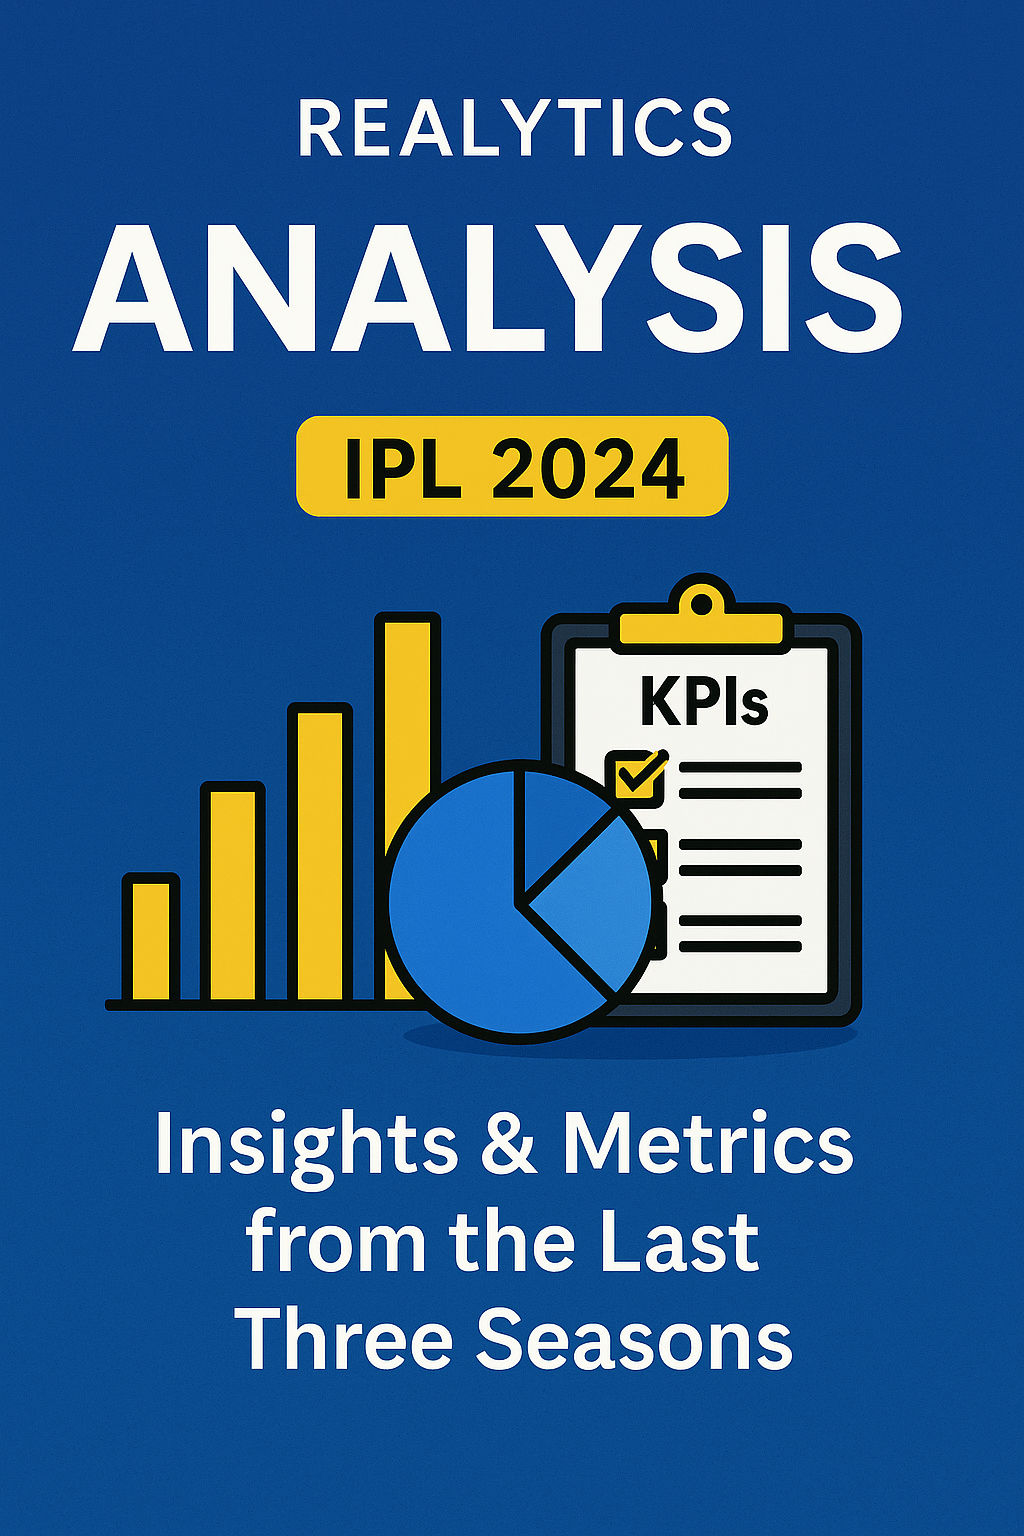 REALYTICS
ANALYSIS
IPL 2024
KPIs
Insights & Metrics
from the Last
Three Seasons